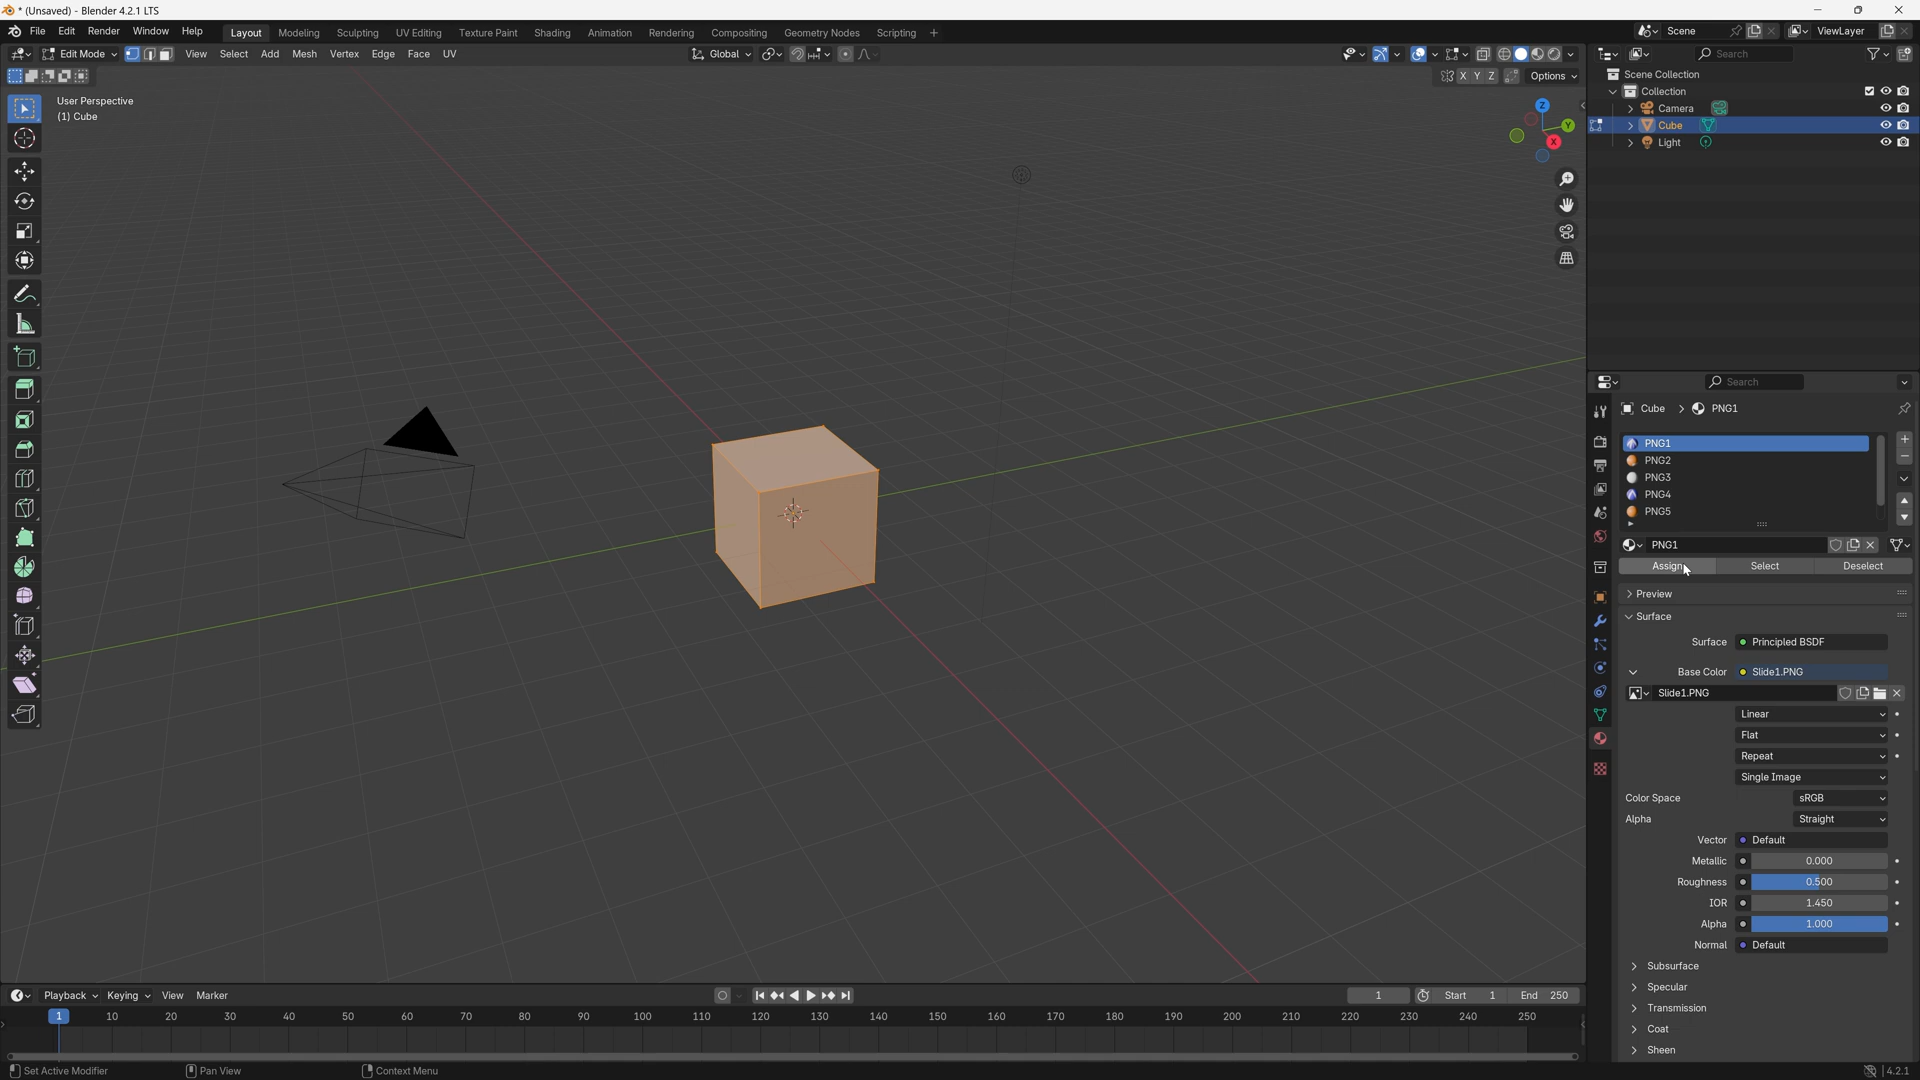 * (Unsaved) - Blender 4.2.1 LTS
File Edit Render Window Help Layout Modeling Sculpting UV Editing Texture Paint Shading Animation Rendering Compositing Geometry Nodes Scripting + Scene ViewLayer
Edit Mode View Select Add Mesh Vertex Edge Face UV Global Search
X Y Z Options
Scene Collection
Collection
Camera
Cube
Light
User Perspective
(1) Cube
Z
Y
X
Search
Cube > PNG1
PNG1
PNG2
PNG3
PNG4
PNG5
PNG1
Assign Select Deselect
Preview
Surface
Surface Principled BSDF
Base Color Slide1.PNG
Slide1.PNG
Linear
Flat
Repeat
Single Image
Color Space sRGB
Alpha Straight
Vector Default
Metallic 0.000
Roughness 0.500
IOR 1.450
Alpha 1.000
Normal Default
Subsurface
Specular
Transmission
Coat
Sheen
Playback Keying View Marker 1 Start 1 End 250
1 10 20 30 40 50 60 70 80 90 100 110 120 130 140 150 160 170 180 190 200 210 220 230 240 250
Set Active Modifier Pan View Context Menu 4.2.1